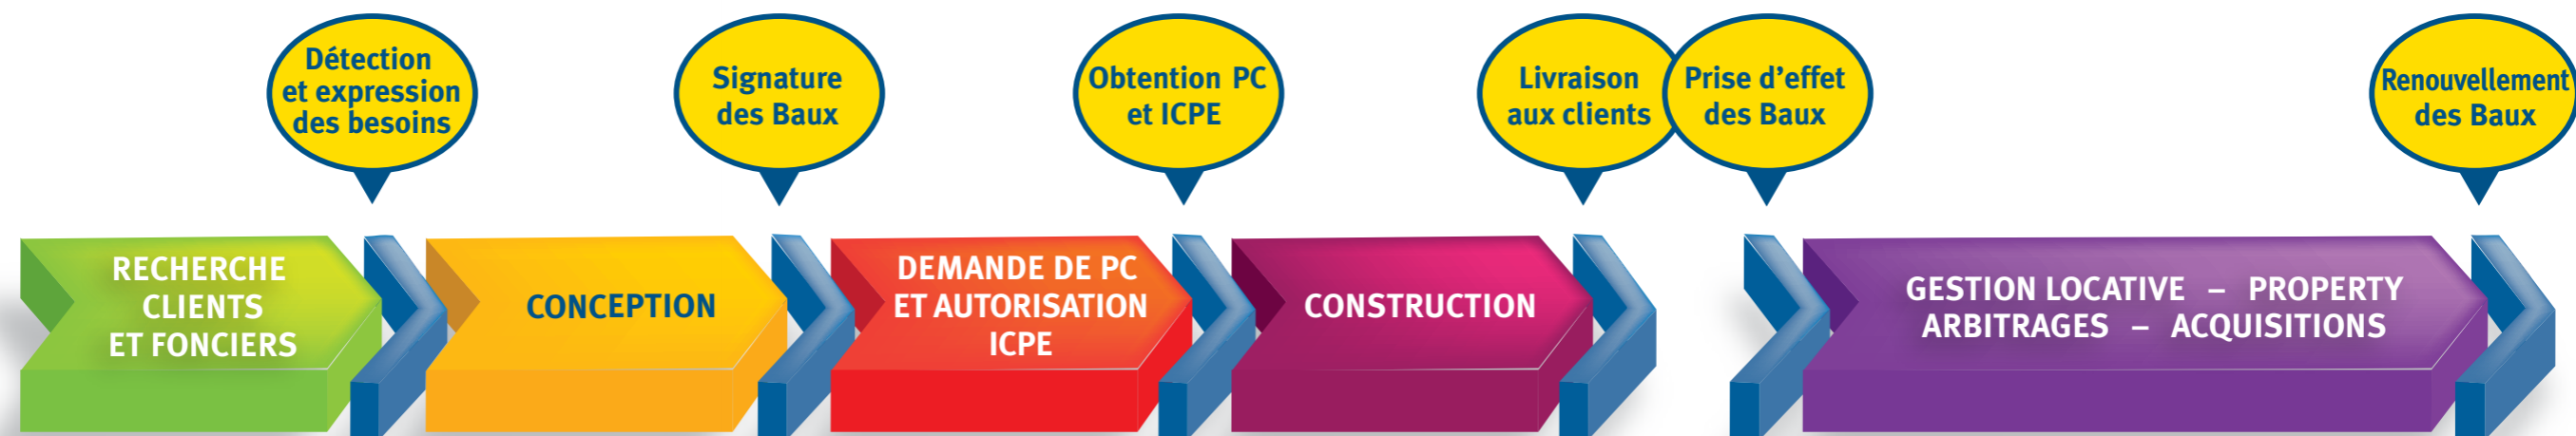 Détection
et expression
des besoins
Signature
des Baux
Obtention PC
et ICPE
Livraison
aux clients
Prise d’effet
des Baux
Renouvellement
des Baux
RECHERCHE
CLIENTS
ET FONCIERS
CONCEPTION
DEMANDE DE PC
ET AUTORISATION
ICPE
CONSTRUCTION
GESTION LOCATIVE – PROPERTY
ARBITRAGES – ACQUISITIONS